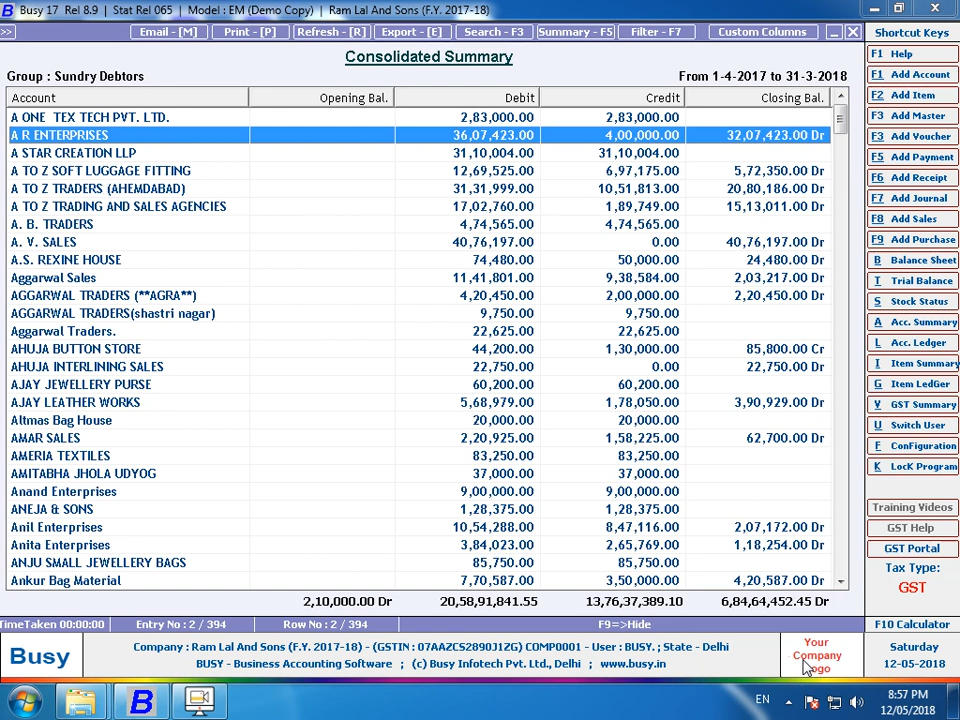 Busy 17 Rel 8.9 | Stat Rel 065 | Model : EM (Demo Copy) | Ram Lal And Sons (F.Y. 2017-18)
>> Email - [M] Print - [P] Refresh - [R] Export - [E] Search - F3 Summary - F5 Filter - F7 Custom Columns
Consolidated Summary
Group : Sundry Debtors From 1-4-2017 to 31-3-2018
Account Opening Bal. Debit Credit Closing Bal.
A ONE TEX TECH PVT. LTD. 2,83,000.00 2,83,000.00
A R ENTERPRISES 36,07,423.00 4,00,000.00 32,07,423.00 Dr
A STAR CREATION LLP 31,10,004.00 31,10,004.00
A TO Z SOFT LUGGAGE FITTING 12,69,525.00 6,97,175.00 5,72,350.00 Dr
A TO Z TRADERS (AHEMDABAD) 31,31,999.00 10,51,813.00 20,80,186.00 Dr
A TO Z TRADING AND SALES AGENCIES 17,02,760.00 1,89,749.00 15,13,011.00 Dr
A. B. TRADERS 4,74,565.00 4,74,565.00
A. V. SALES 40,76,197.00 0.00 40,76,197.00 Dr
A.S. REXINE HOUSE 74,480.00 50,000.00 24,480.00 Dr
Aggarwal Sales 11,41,801.00 9,38,584.00 2,03,217.00 Dr
AGGARWAL TRADERS (**AGRA**) 4,20,450.00 2,00,000.00 2,20,450.00 Dr
AGGARWAL TRADERS(shastri nagar) 9,750.00 9,750.00
Aggarwal Traders. 22,625.00 22,625.00
AHUJA BUTTON STORE 44,200.00 1,30,000.00 85,800.00 Cr
AHUJA INTERLINING SALES 22,750.00 0.00 22,750.00 Dr
AJAY JEWELLERY PURSE 60,200.00 60,200.00
AJAY LEATHER WORKS 5,68,979.00 1,78,050.00 3,90,929.00 Dr
Altmas Bag House 20,000.00 20,000.00
AMAR SALES 2,20,925.00 1,58,225.00 62,700.00 Dr
AMERIA TEXTILES 83,250.00 83,250.00
AMITABHA JHOLA UDYOG 37,000.00 37,000.00
Anand Enterprises 9,00,000.00 9,00,000.00
ANEJA & SONS 1,28,375.00 1,28,375.00
Anil Enterprises 10,54,288.00 8,47,116.00 2,07,172.00 Dr
Anita Enterprises 3,84,023.00 2,65,769.00 1,18,254.00 Dr
ANJU SMALL JEWELLERY BAGS 85,750.00 85,750.00
Ankur Bag Material 7,70,587.00 3,50,000.00 4,20,587.00 Dr
2,10,000.00 Dr 20,58,91,841.55 13,76,37,389.10 6,84,64,452.45 Dr
TimeTaken 00:00:00 Entry No : 2 / 394 Row No : 2 / 394 F9=>Hide
Shortcut Keys
F1 Help
F1 Add Account
F2 Add Item
F3 Add Master
F3 Add Voucher
F5 Add Payment
F6 Add Receipt
F7 Add Journal
F8 Add Sales
F9 Add Purchase
B Balance Sheet
T Trial Balance
S Stock Status
A Acc. Summary
L Acc. Ledger
I Item Summary
G Item LedGer
V GST Summary
U Switch User
F ConFiguration
K LocK Program
Training Videos
GST Help
GST Portal
Tax Type:
GST
F10 Calculator
Busy
Company : Ram Lal And Sons (F.Y. 2017-18) - (GSTIN : 07AAZCS2890J1ZG) COMP0001 - User : BUSY. ; State - Delhi
BUSY - Business Accounting Software ; (c) Busy Infotech Pvt. Ltd., Delhi ; www.busy.in
Your
Company
Logo
Saturday
12-05-2018
B
EN
8:57 PM
12/05/2018